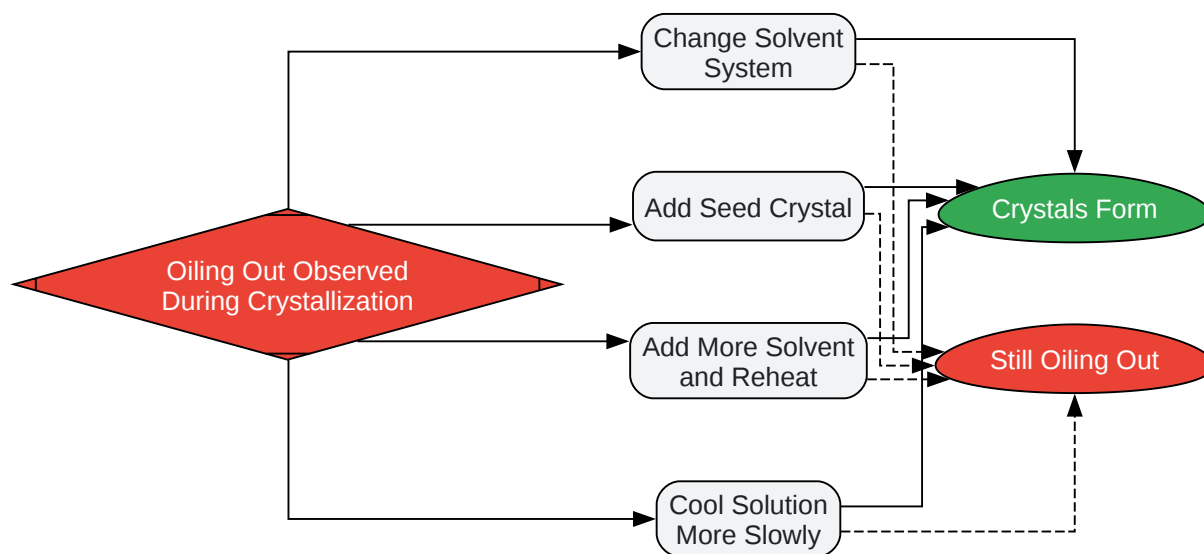 Change Solvent
System
Add Seed Crystal
Crystals Form
Oiling Out Observed
During Crystallization
Add More Solvent
and Reheat
Still Oiling Out
Cool Solution
More Slowly